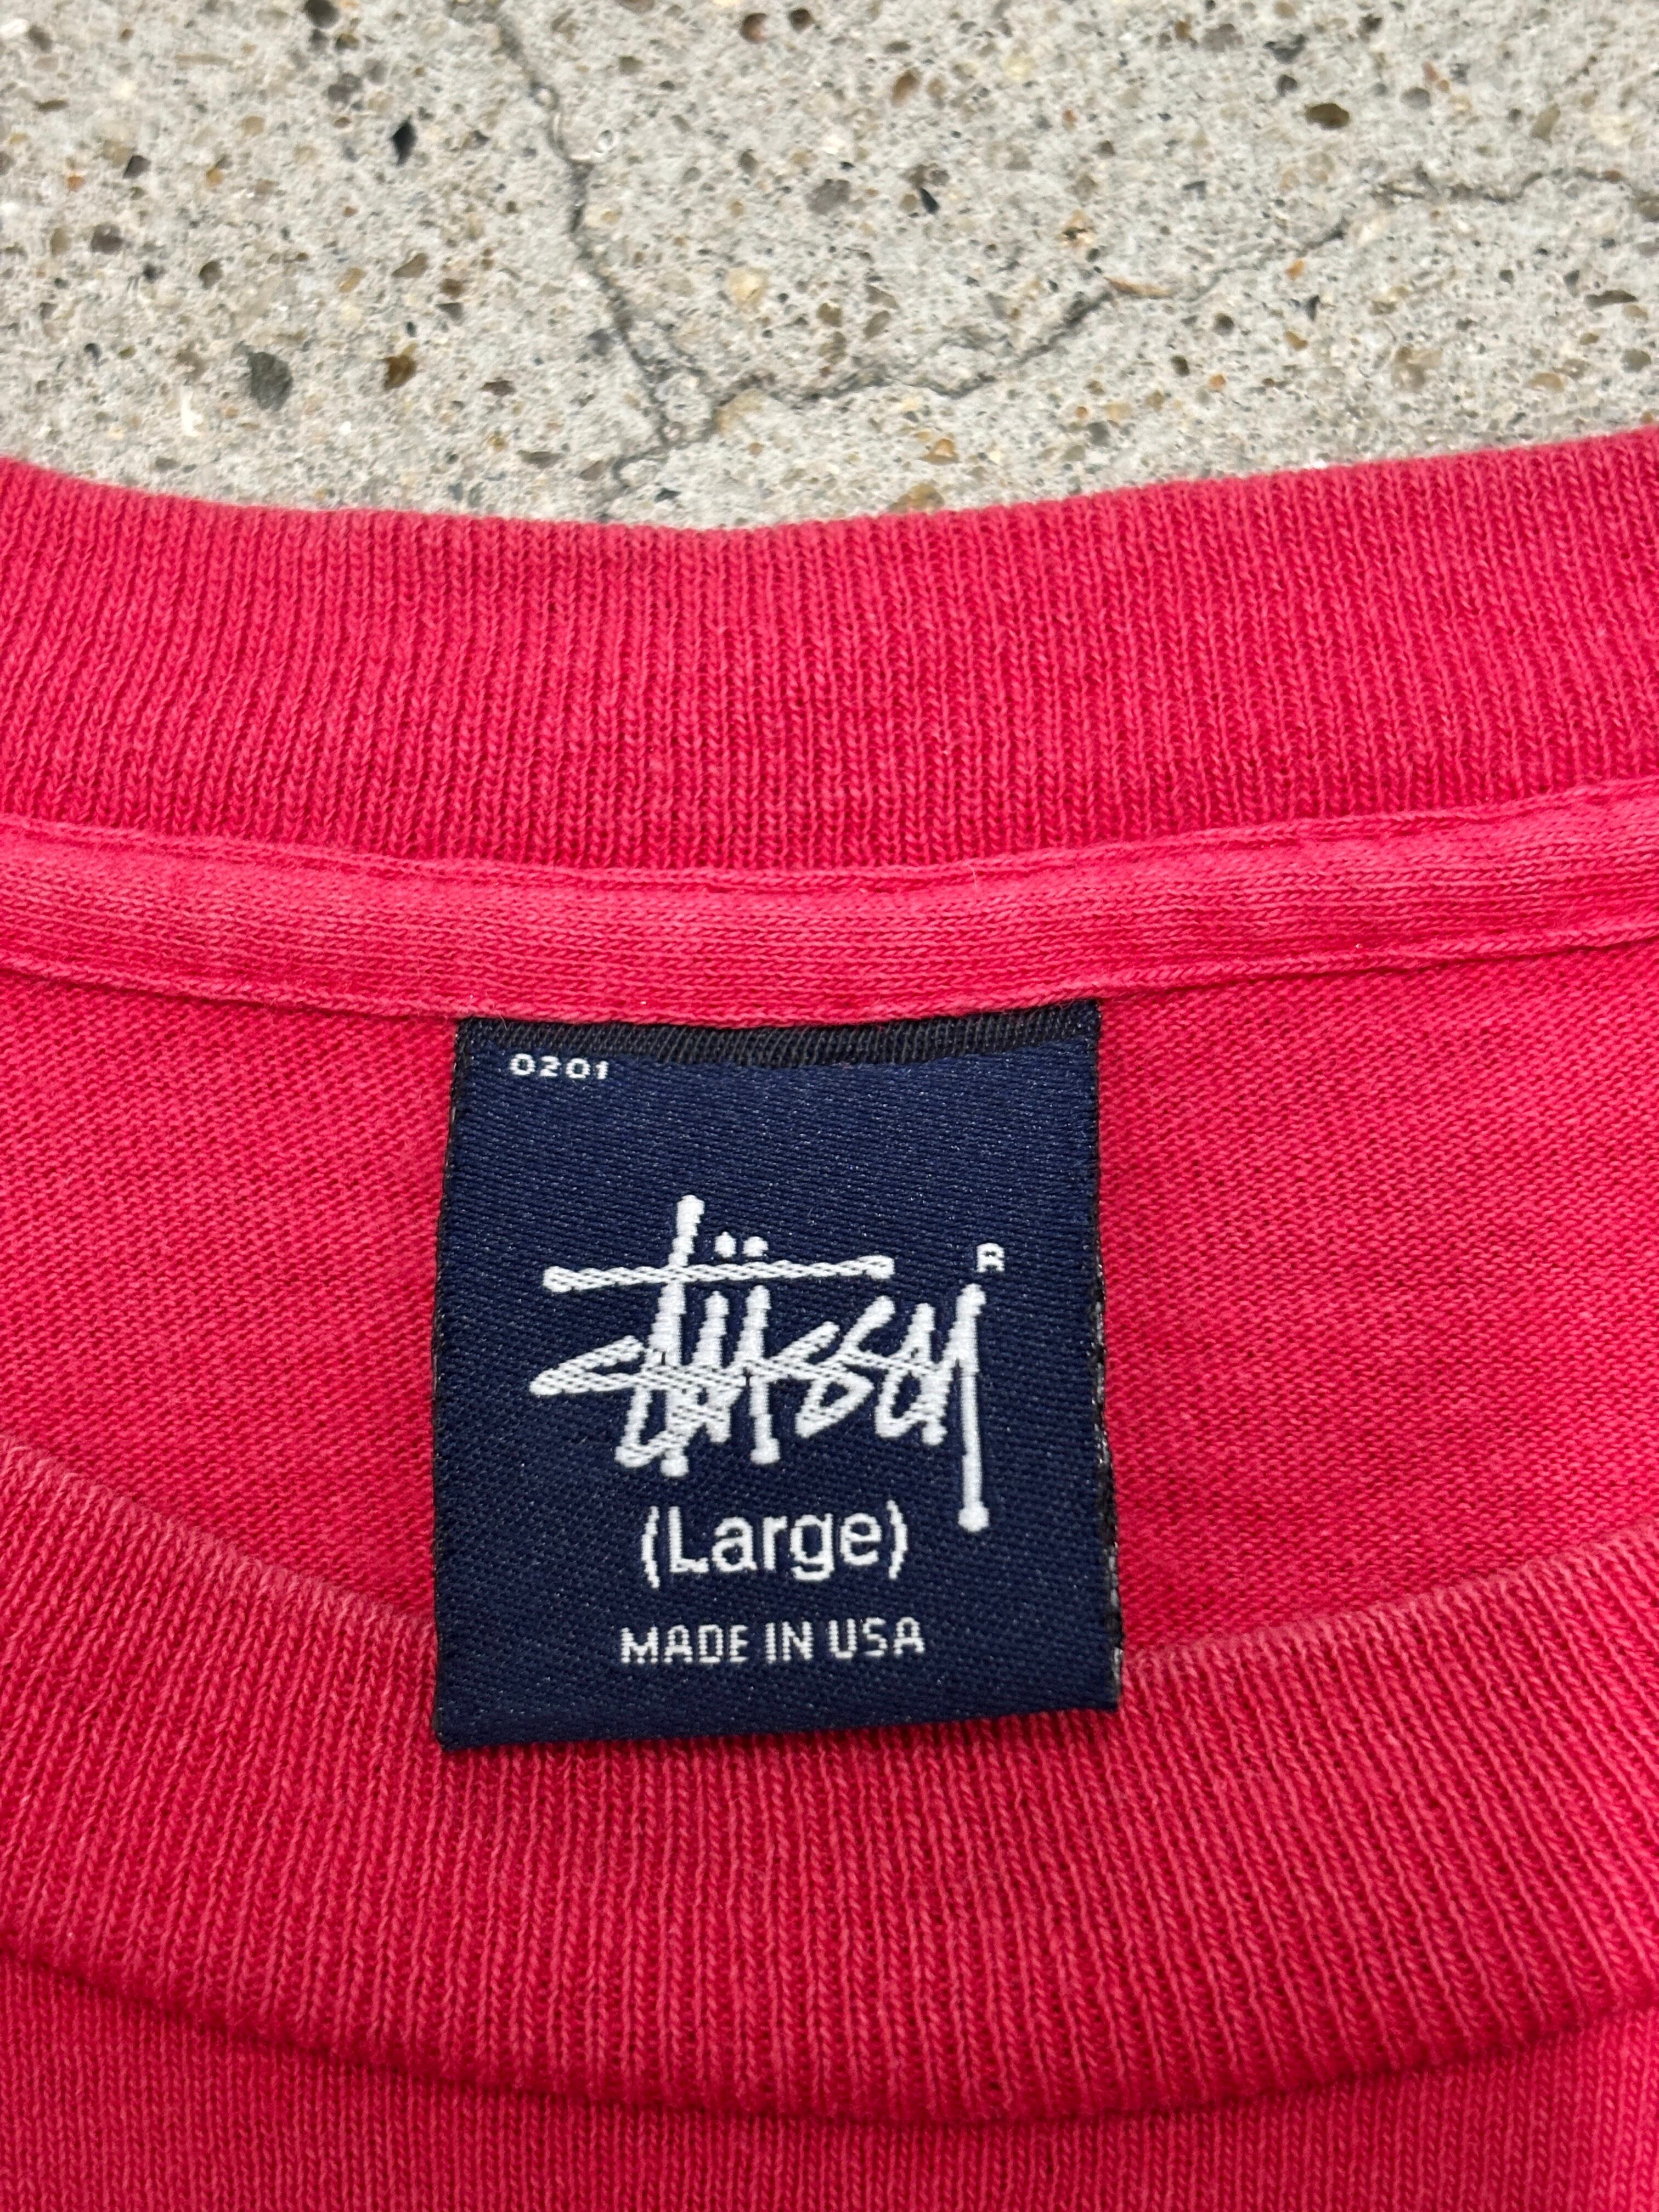 0201
Stüssy®
(Large)
MADE IN USA